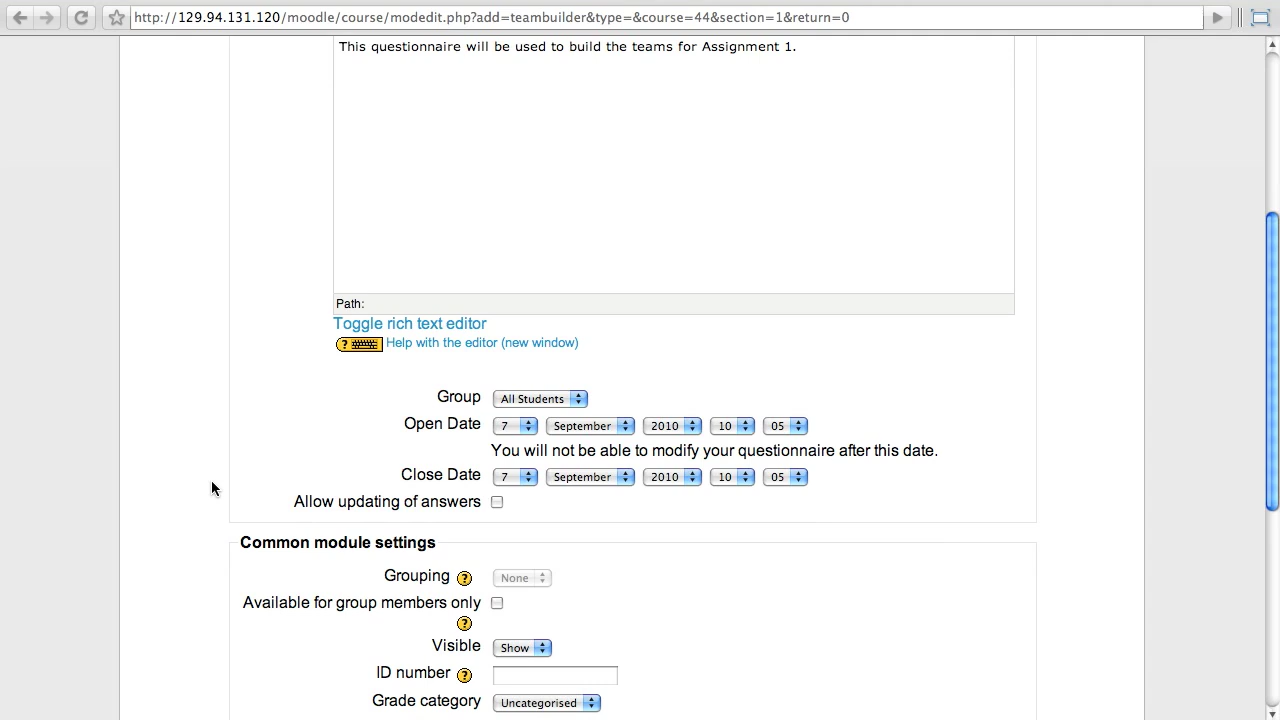 http://129.94.131.120/moodle/course/modedit.php?add=teambuilder&type=&course=44&section=1&return=0
This questionnaire will be used to build the teams for Assignment 1.
Path:
Toggle rich text editor
? Help with the editor (new window)
Group All Students
Open Date 7 September 2010 10 05
You will not be able to modify your questionnaire after this date.
Close Date 7 September 2010 10 05
Allow updating of answers
Common module settings
Grouping ? None
Available for group members only
?
Visible Show
ID number ?
Grade category Uncategorised